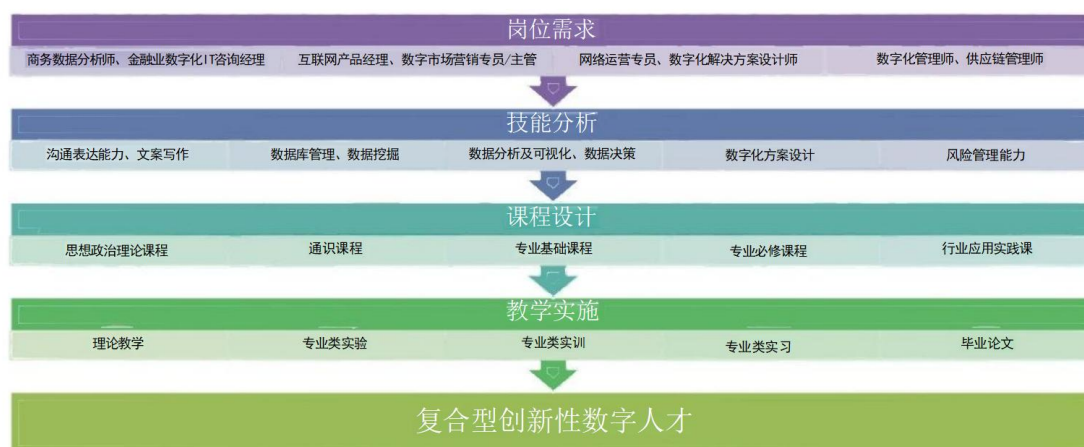 岗位需求
商务数据分析师、金融业数字化IT咨询经理 互联网产品经理、数字市场营销专员/主管 网络运营专员、数字化解决方案设计师 数字化管理师、供应链管理师
技能分析
沟通表达能力、文案写作 数据库管理、数据挖掘 数据分析及可视化、数据决策 数字化方案设计 风险管理能力
课程设计
思想政治理论课程 通识课程 专业基础课程 专业必修课程 行业应用实践课
教学实施
理论教学 专业类实验 专业类实训 专业类实习 毕业论文
复合型创新性数字人才